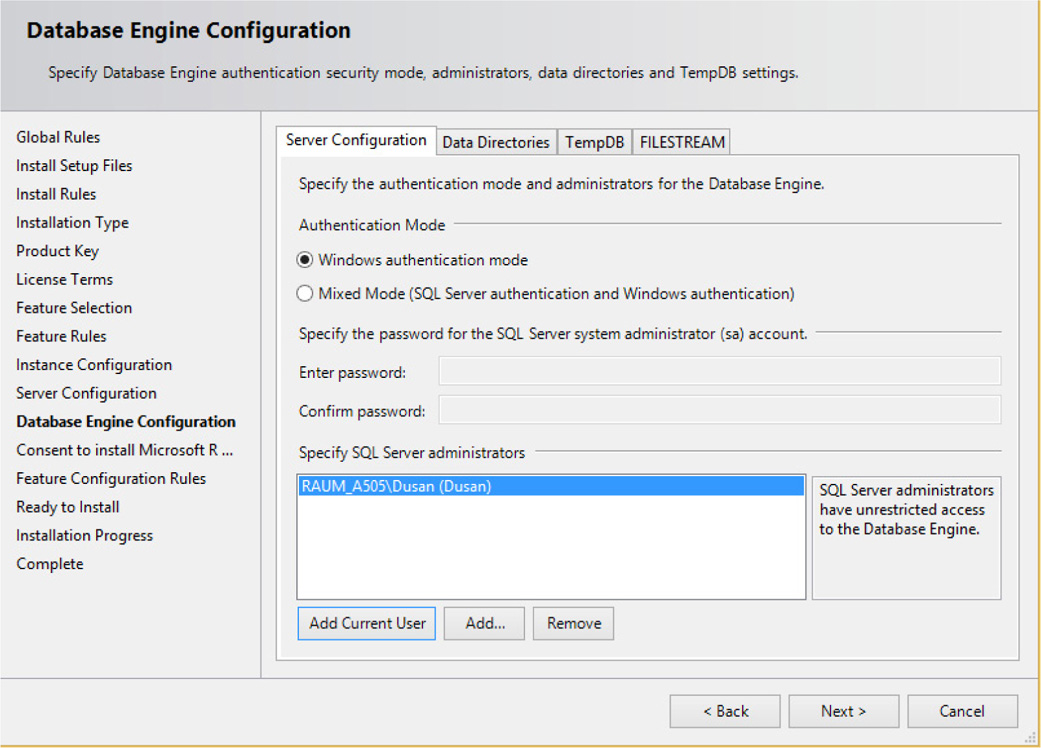 Database Engine Configuration
Specify Database Engine authentication security mode, administrators, data directories and TempDB settings.
Global Rules
Install Setup Files
Install Rules
Installation Type
Product Key
License Terms
Feature Selection
Feature Rules
Instance Configuration
Server Configuration
Database Engine Configuration
Consent to install Microsoft R ...
Feature Configuration Rules
Ready to Install
Installation Progress
Complete
Server Configuration Data Directories TempDB FILESTREAM
Specify the authentication mode and administrators for the Database Engine.
Authentication Mode
Windows authentication mode
Mixed Mode (SQL Server authentication and Windows authentication)
Specify the password for the SQL Server system administrator (sa) account.
Enter password:
Confirm password:
Specify SQL Server administrators
RAUM_A505\Dusan (Dusan)
SQL Server administrators
have unrestricted access
to the Database Engine.
Add Current User Add... Remove
< Back Next > Cancel